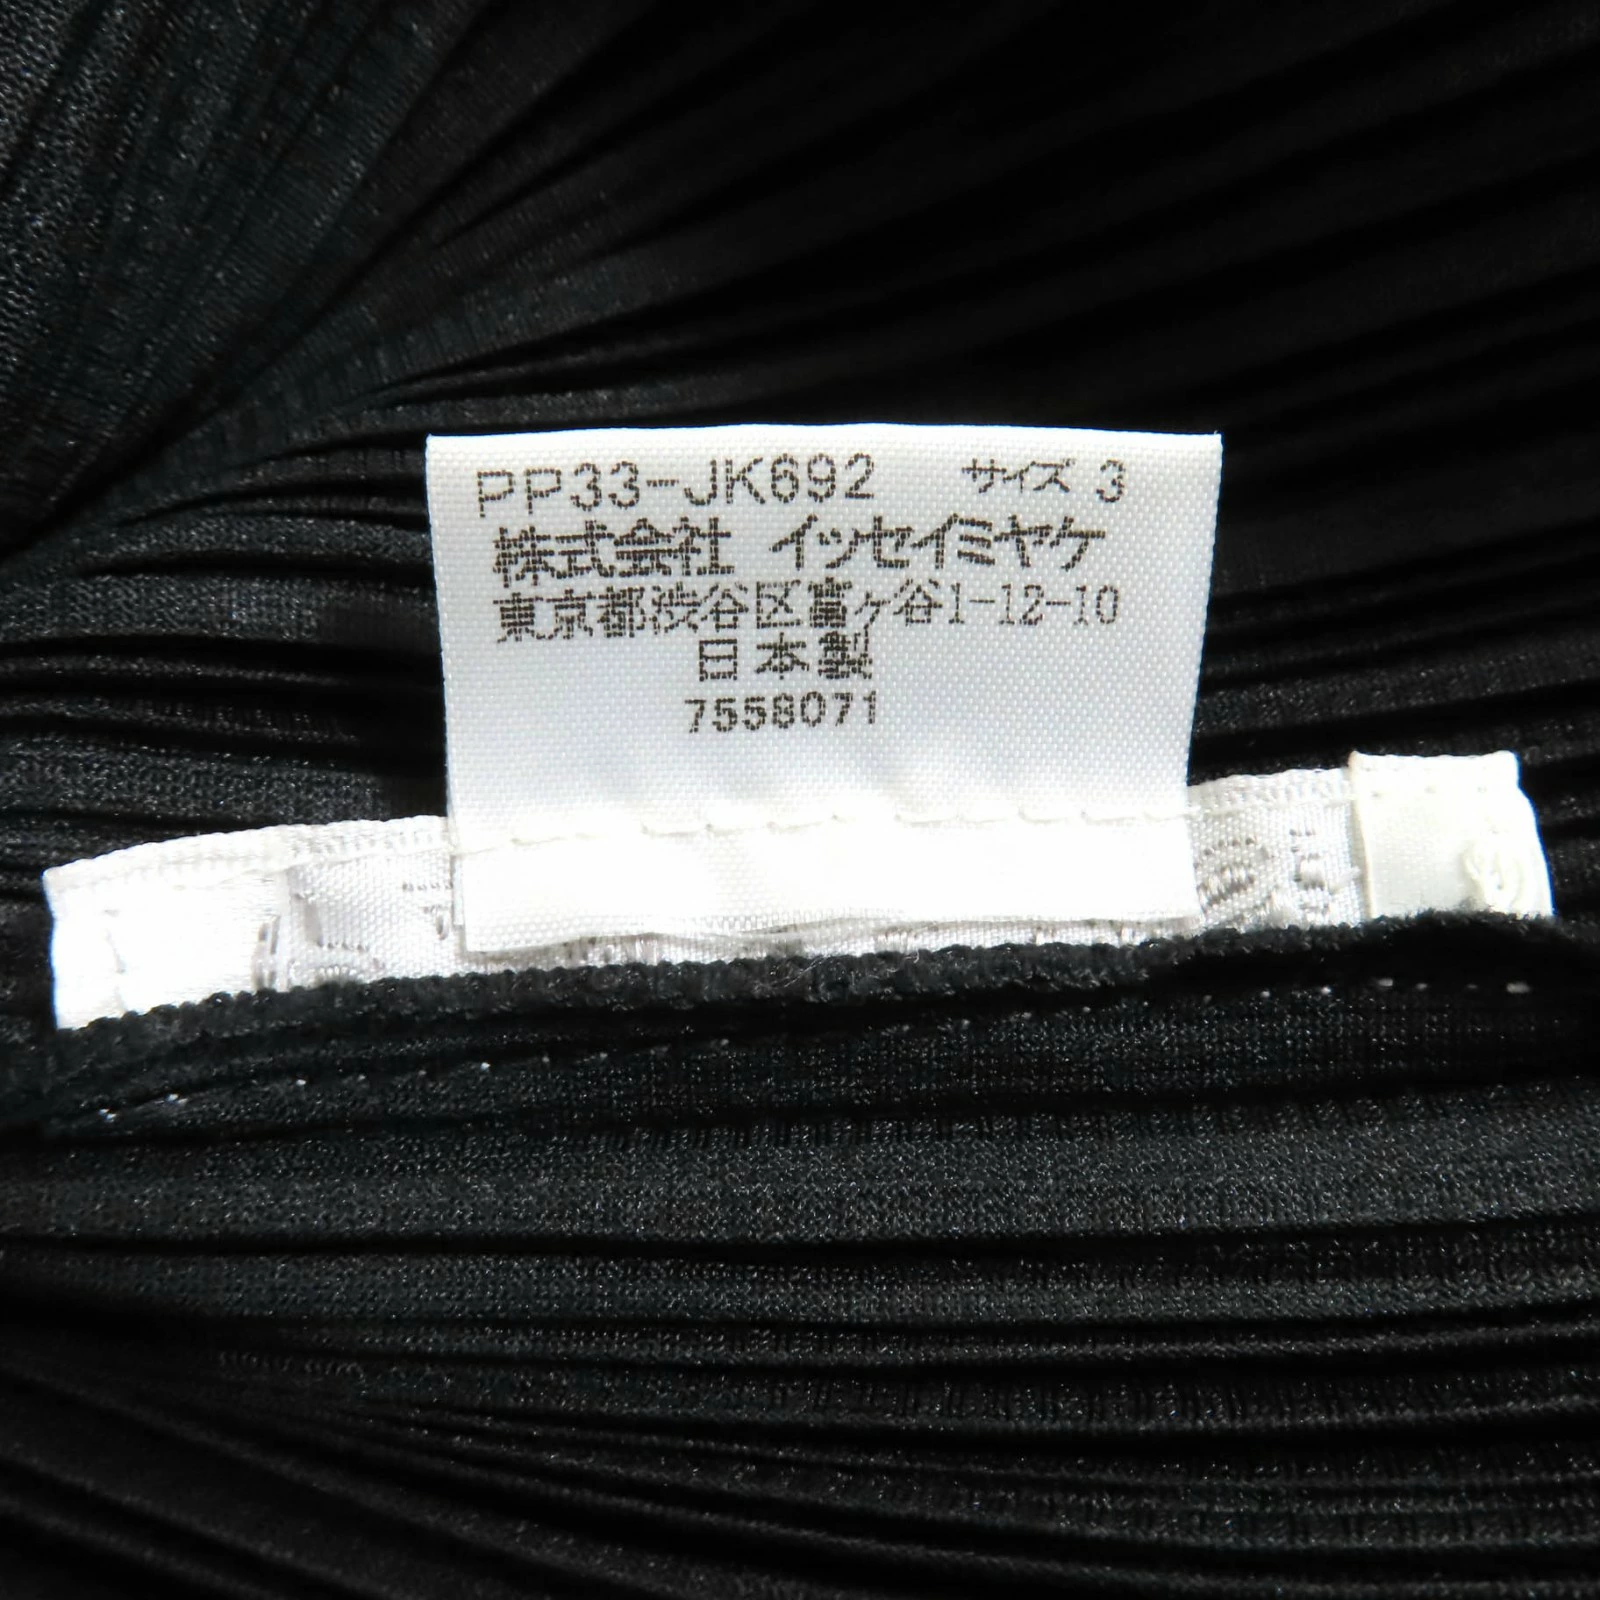 PP33-JK692 サイズ 3
株式会社 イッセイミヤケ
東京都渋谷区富ヶ谷1-12-10
日本製
7558071